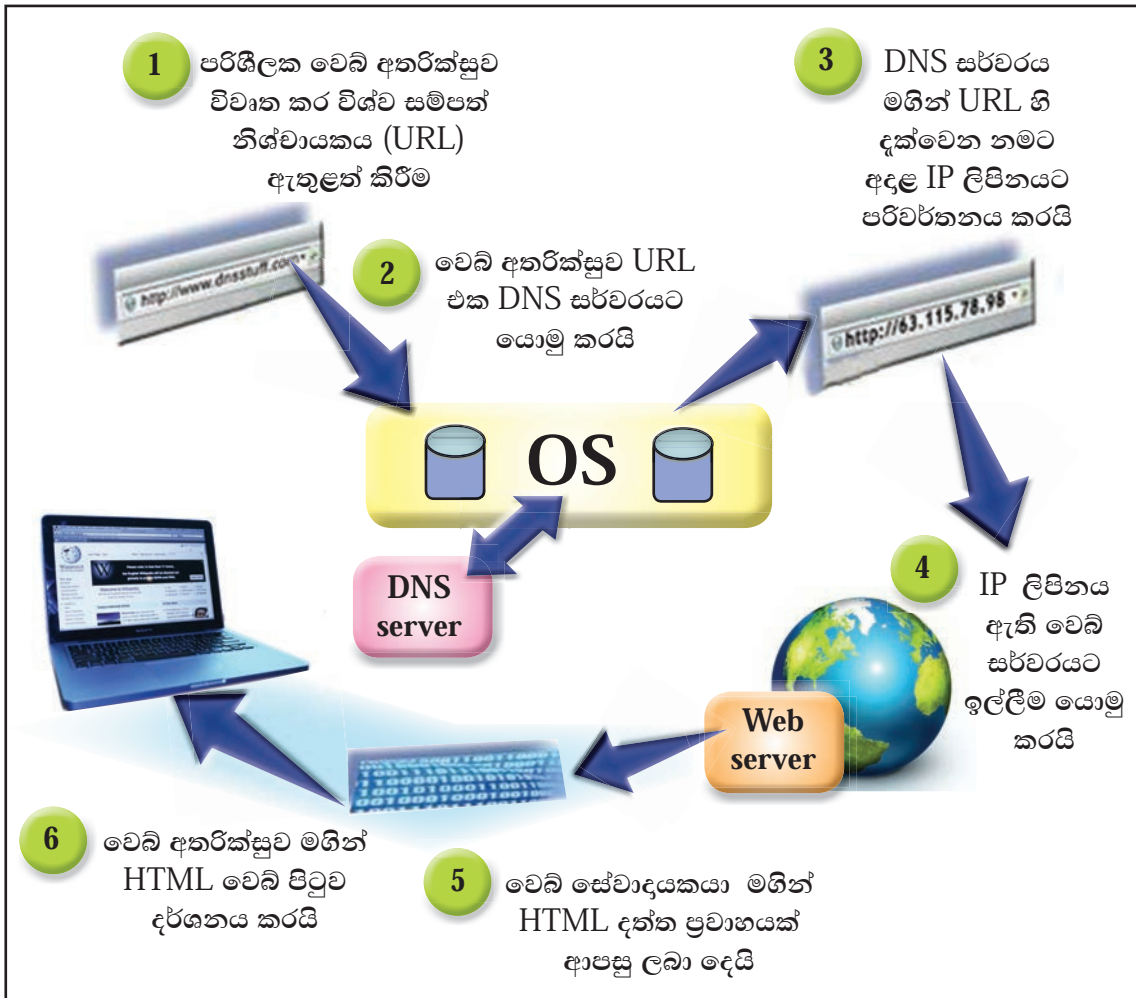 1
පරිශීලක වෙබ් අතරික්සුව
විවෘත කර විශ්ව සම්පත්
නිශ්චායකය (URL)
ඇතුළත් කිරීම
http://www.dnsstuff.com
2
වෙබ් අතරික්සුව URL
එක DNS සර්වරයට
යොමු කරයි
3
DNS සර්වරය
මගින් URL හි
දැක්වෙන නමට
අදාළ IP ලිපිනයට
පරිවර්තනය කරයි
http://63.115.78.98
OS
DNS
server
4
IP ලිපිනය
ඇති වෙබ්
සර්වරයට
ඉල්ලීම යොමු
කරයි
Web
server
5
වෙබ් සේවාදායකයා මගින්
HTML දත්ත ප්‍රවාහයක්
ආපසු ලබා දෙයි
6
වෙබ් අතරික්සුව මගින්
HTML වෙබ් පිටුව
දර්ශනය කරයි